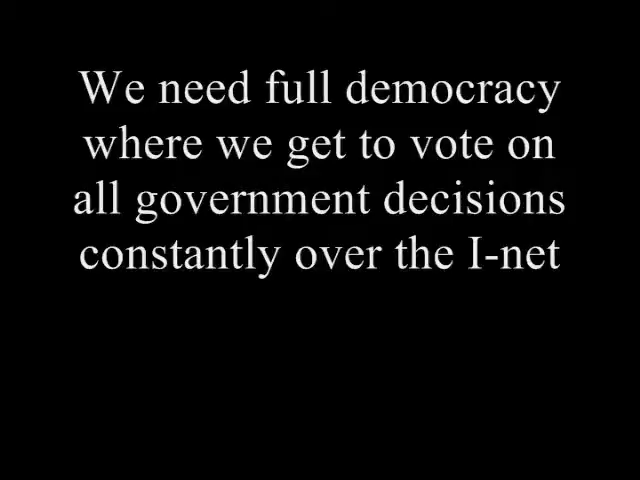 We need full democracy
where we get to vote on
all government decisions
constantly over the I-net